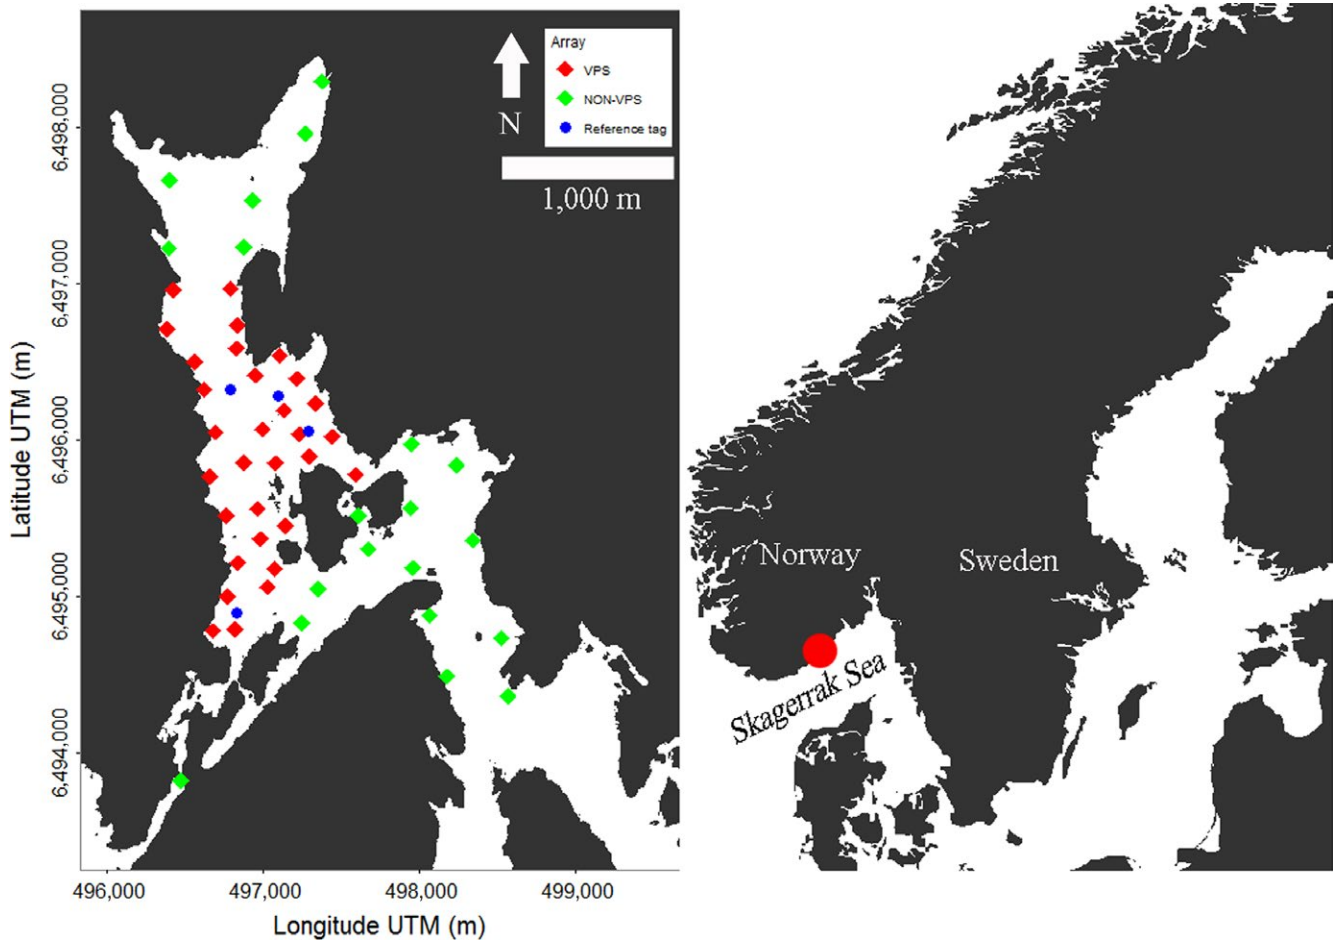 Array
VPS
NON-VPS
Reference tag
N
1,000 m
6,498,000
6,497,000
6,496,000
6,495,000
6,494,000
Latitude UTM (m)
496,000
497,000
498,000
499,000
Longitude UTM (m)
Norway
Sweden
Skagerrak Sea